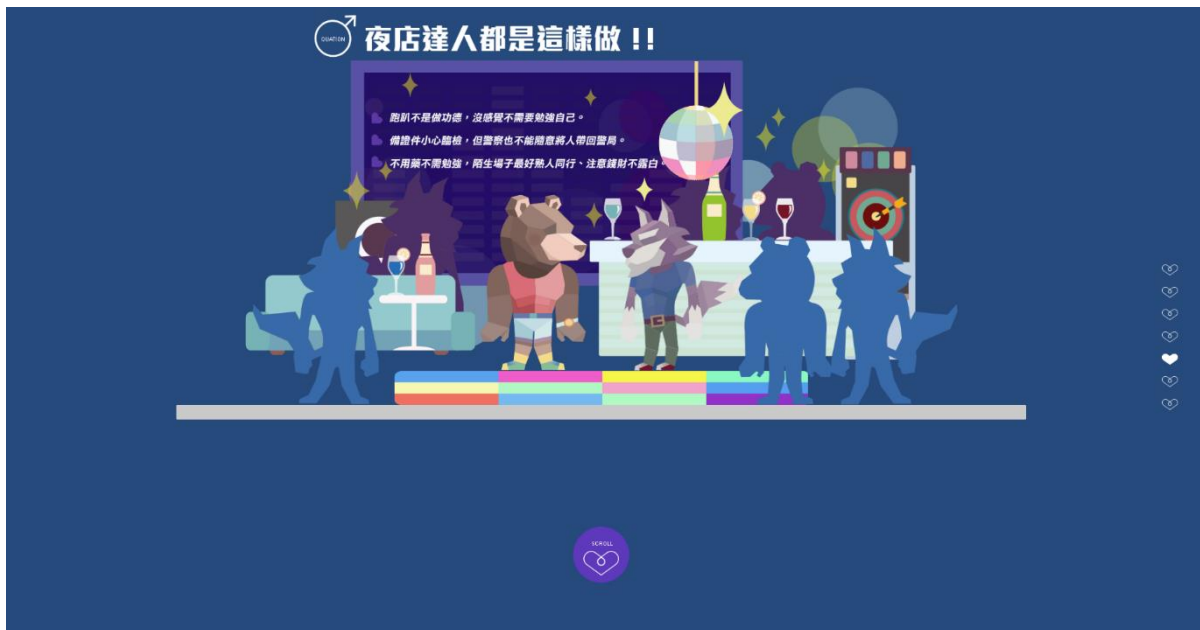 夜店達人都是這樣做 !!
跑趴不是做功德，沒感覺不需要勉強自己。
備證件小心臨檢，但警察也不能隨意將人帶回警局。
不用藥不需勉強，陌生場子最好熟人同行、注意錢財不露白。
SCROLL